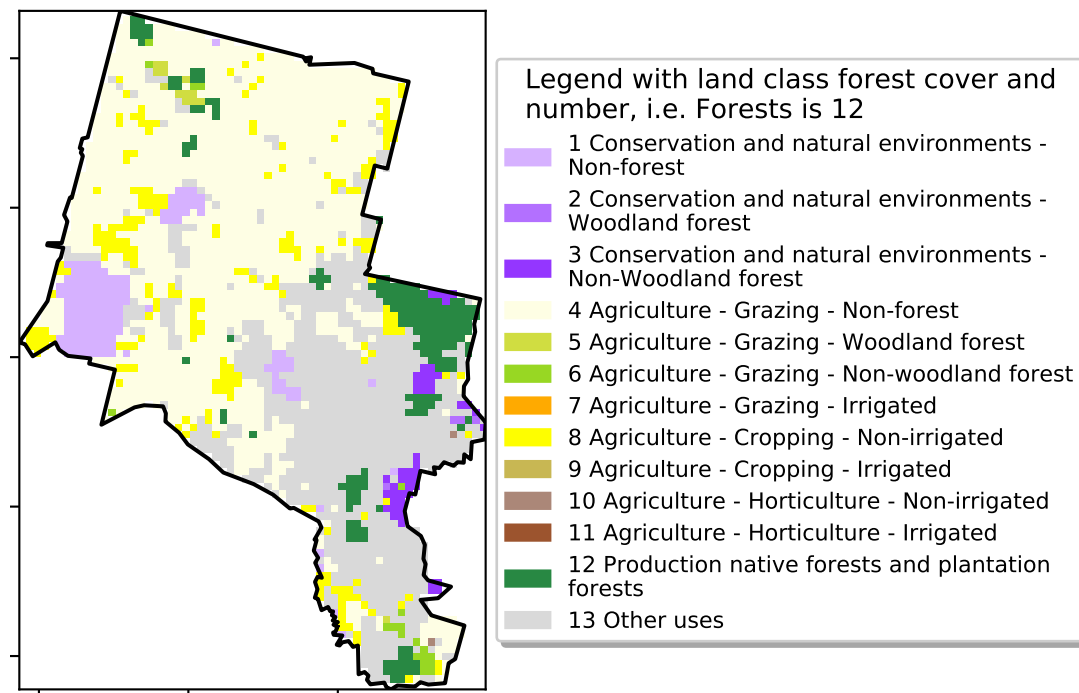 Legend with land class forest cover and
number, i.e. Forests is 12
1 Conservation and natural environments -
Non-forest
2 Conservation and natural environments -
Woodland forest
3 Conservation and natural environments -
Non-Woodland forest
4 Agriculture - Grazing - Non-forest
5 Agriculture - Grazing - Woodland forest
6 Agriculture - Grazing - Non-woodland forest
7 Agriculture - Grazing - Irrigated
8 Agriculture - Cropping - Non-irrigated
9 Agriculture - Cropping - Irrigated
10 Agriculture - Horticulture - Non-irrigated
11 Agriculture - Horticulture - Irrigated
12 Production native forests and plantation
forests
13 Other uses